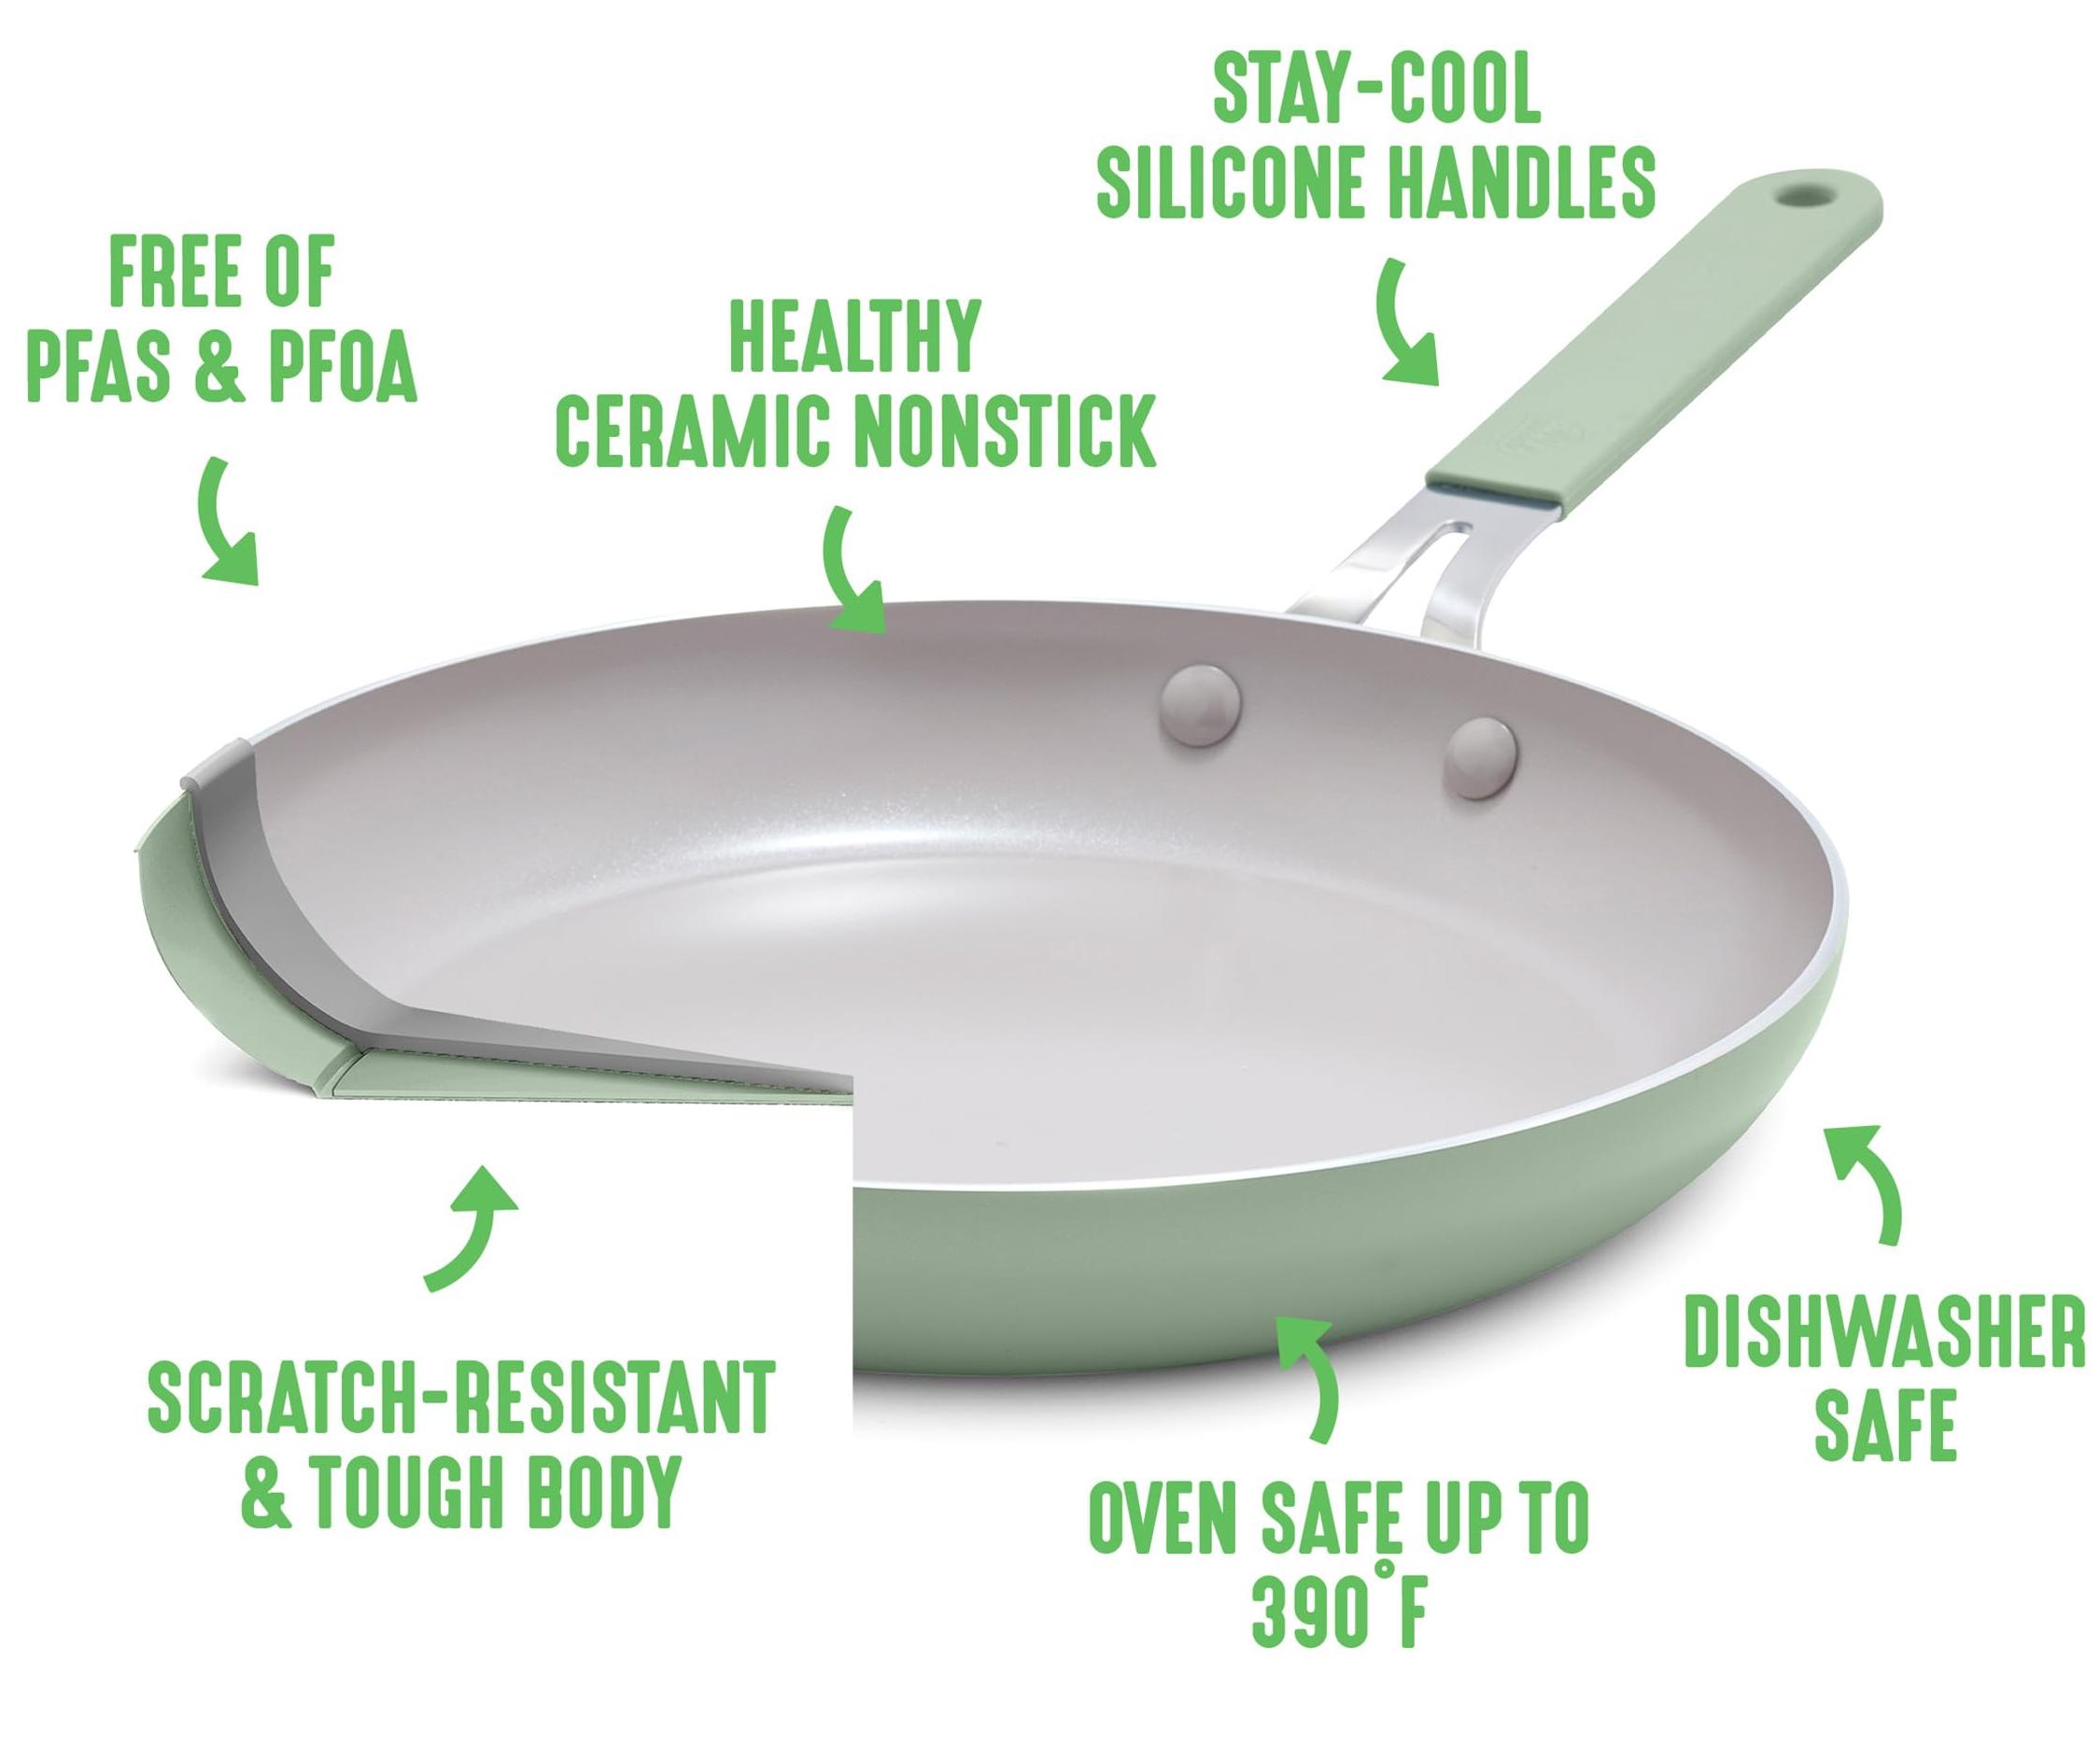 STAY-COOL
SILICONE HANDLES
FREE OF
PFAS & PFOA
HEALTHY
CERAMIC NONSTICK
SCRATCH-RESISTANT
& TOUGH BODY
DISHWASHER
SAFE
OVEN SAFE UP TO
390°F